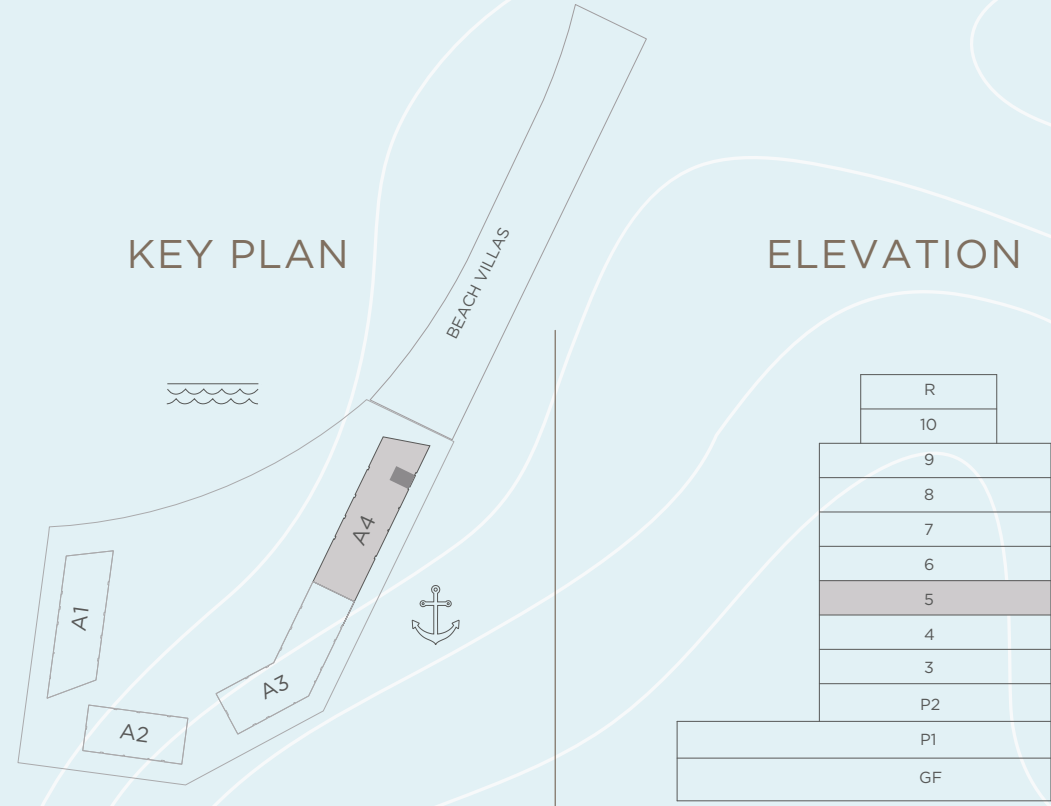 KEY PLAN
BEACH VILLAS
A4
A1
A3
A2
ELEVATION
R
10
9
8
7
6
5
4
3
P2
P1
GF